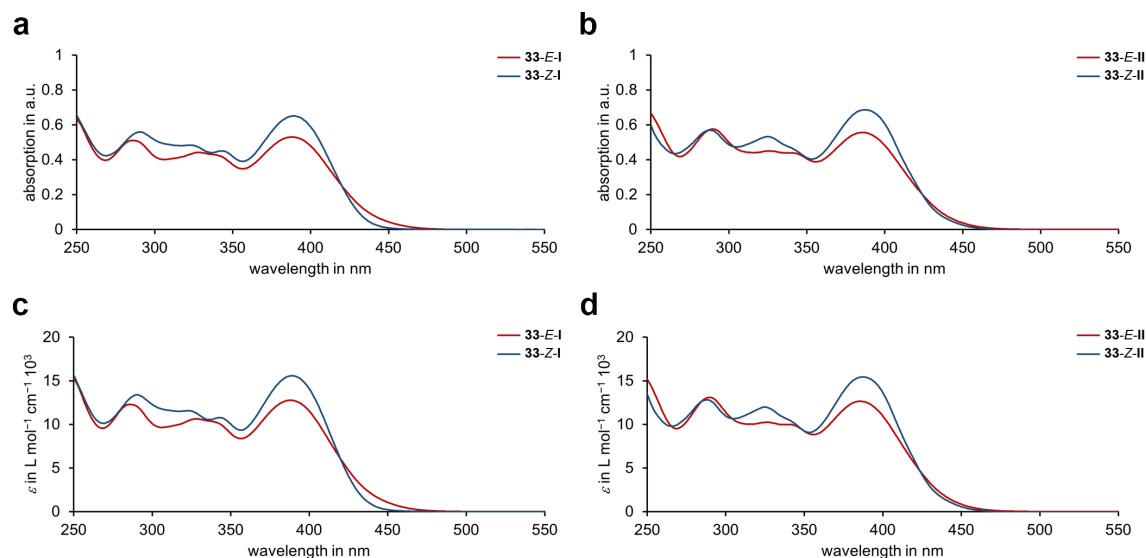 a
33-E-I
33-Z-I
absorption in a.u.
1
0.8
0.6
0.4
0.2
0
250 300 350 400 450 500 550
wavelength in nm
b
33-E-II
33-Z-II
absorption in a.u.
1
0.8
0.6
0.4
0.2
0
250 300 350 400 450 500 550
wavelength in nm
c
33-E-I
33-Z-I
ε in L mol⁻¹ cm⁻¹ 10³
20
15
10
5
0
250 300 350 400 450 500 550
wavelength in nm
d
33-E-II
33-Z-II
ε in L mol⁻¹ cm⁻¹ 10³
20
15
10
5
0
250 300 350 400 450 500 550
wavelength in nm